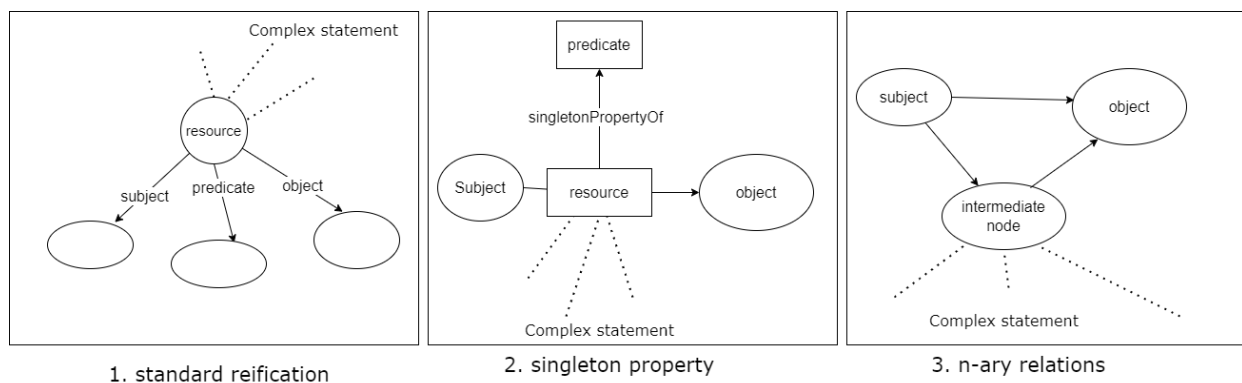 Complex statement
resource
subject
predicate
object
1. standard reification
predicate
singletonPropertyOf
Subject
resource
object
Complex statement
2. singleton property
subject
object
intermediate
node
Complex statement
3. n-ary relations